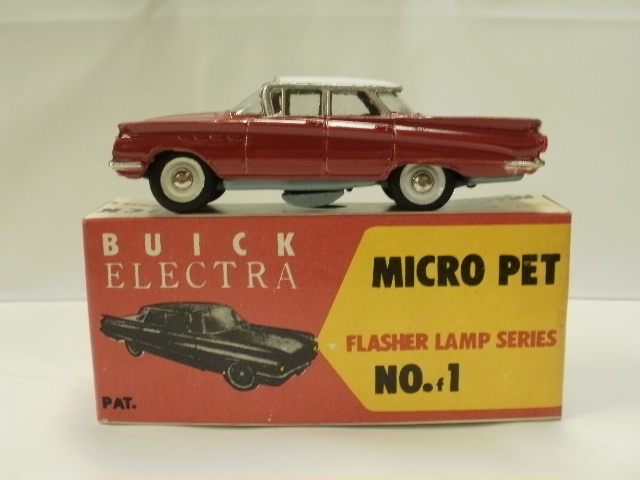 BUICK
ELECTRA
MICRO PET
FLASHER LAMP SERIES
NO.f1
PAT.